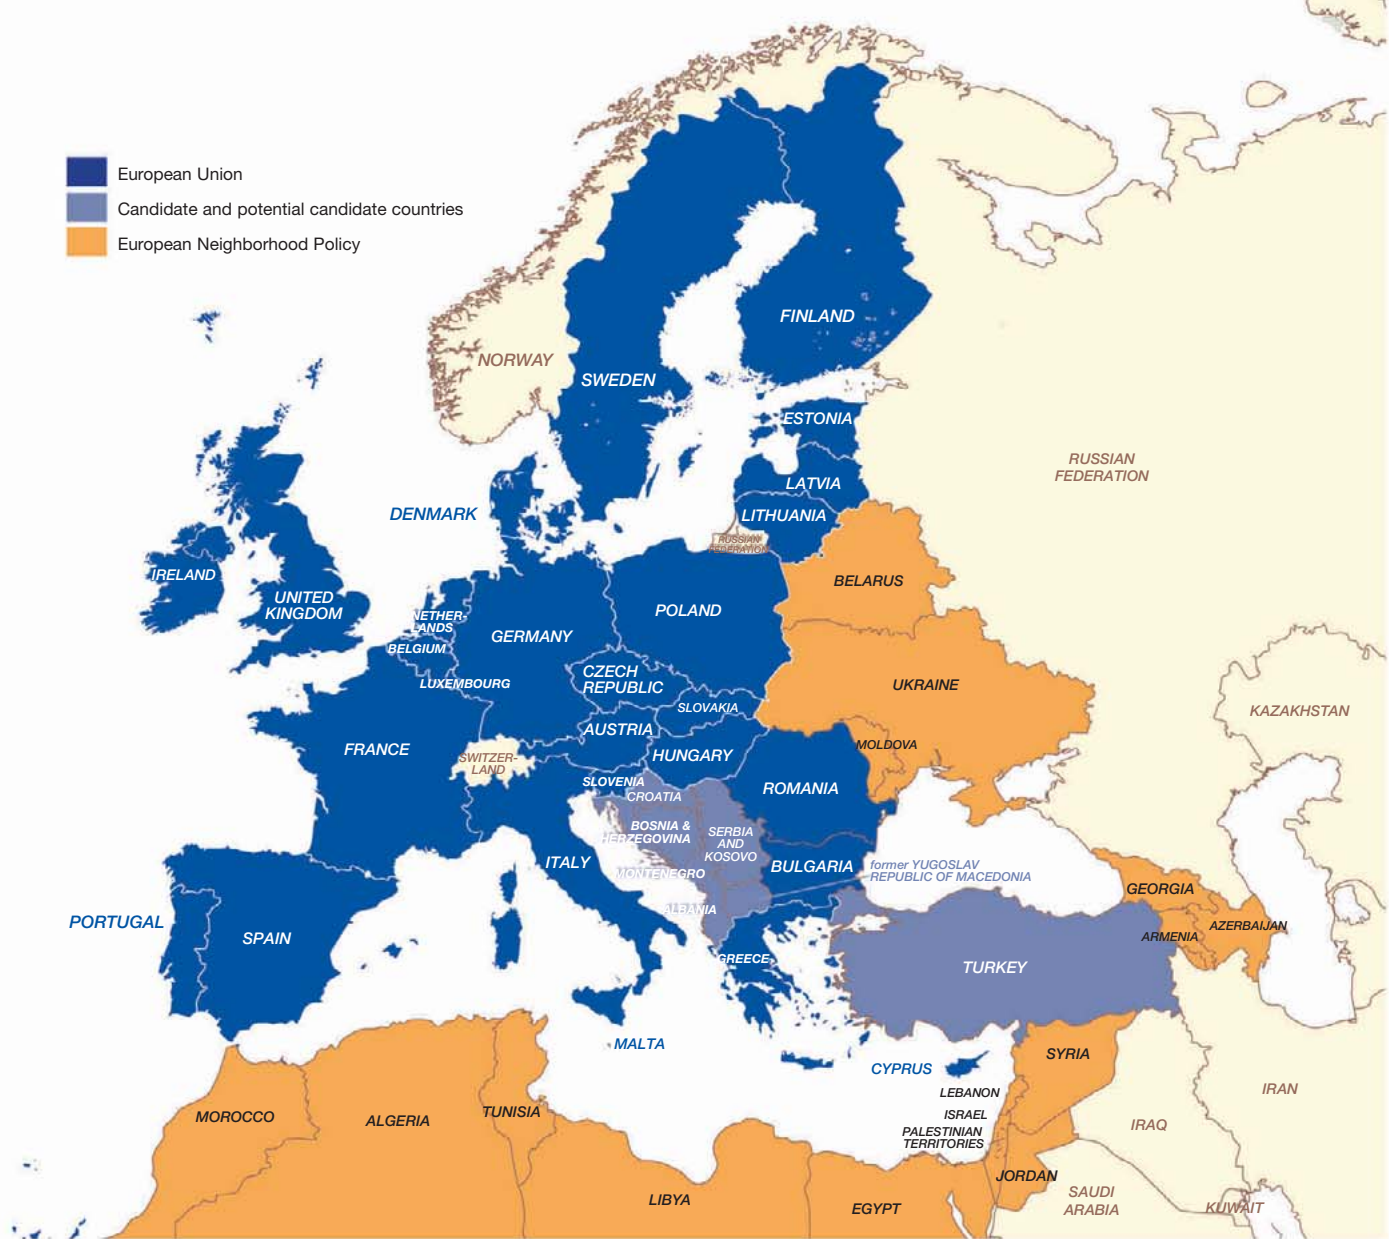 European Union
Candidate and potential candidate countries
European Neighborhood Policy
FINLAND
NORWAY
SWEDEN
ESTONIA
RUSSIAN
FEDERATION
LATVIA
DENMARK
LITHUANIA
RUSSIAN
FEDERATION
IRELAND
BELARUS
UNITED
KINGDOM
NETHER-
LANDS
POLAND
GERMANY
BELGIUM
CZECH
REPUBLIC
LUXEMBOURG
UKRAINE
SLOVAKIA
KAZAKHSTAN
AUSTRIA
FRANCE
MOLDOVA
HUNGARY
SWITZER-
LAND
SLOVENIA
ROMANIA
CROATIA
BOSNIA &
HERZEGOVINA
SERBIA
AND
KOSOVO
ITALY
BULGARIA
former YUGOSLAV
REPUBLIC OF MACEDONIA
MONTENEGRO
GEORGIA
ALBANIA
PORTUGAL
AZERBAIJAN
SPAIN
ARMENIA
GREECE
TURKEY
MALTA
SYRIA
CYPRUS
LEBANON
IRAN
ISRAEL
TUNISIA
MOROCCO
ALGERIA
IRAQ
PALESTINIAN
TERRITORIES
JORDAN
SAUDI
ARABIA
LIBYA
EGYPT
KUWAIT